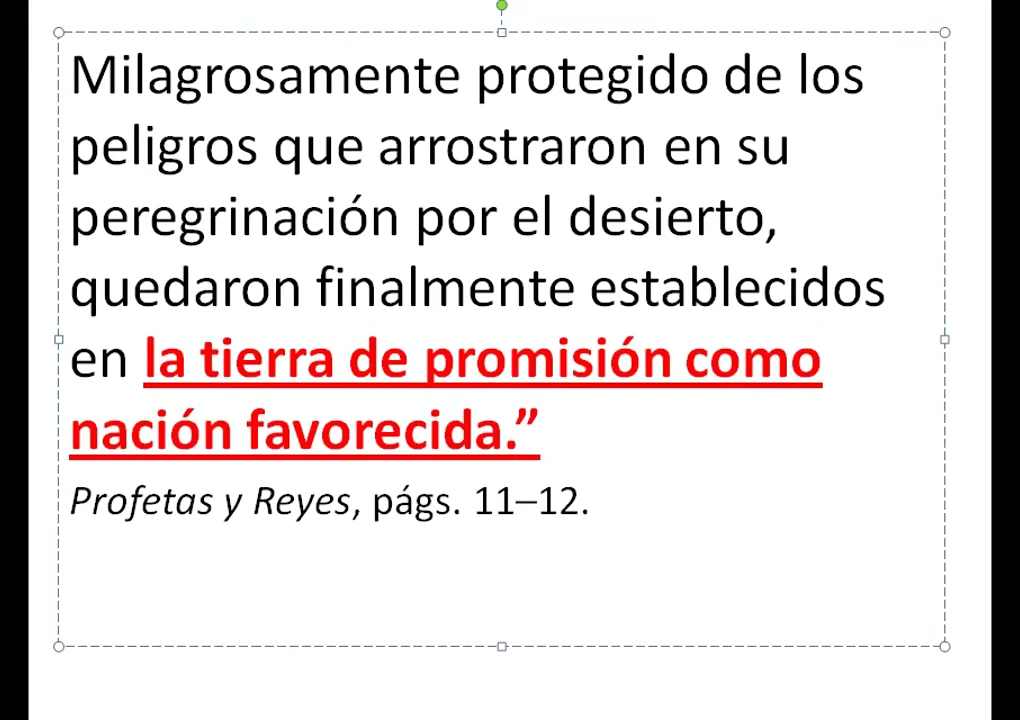 Milagrosamente protegido de los
peligros que arrostraron en su
peregrinación por el desierto,
quedaron finalmente establecidos
en la tierra de promisión como
nación favorecida.”
Profetas y Reyes, págs. 11–12.